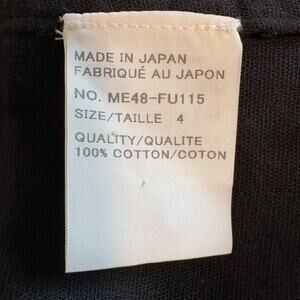 MADE IN JAPAN
FABRIQUÉ AU JAPON
NO. ME48-FU115
SIZE/TAILLE 4
QUALITY/QUALITE
100% COTTON/COTON